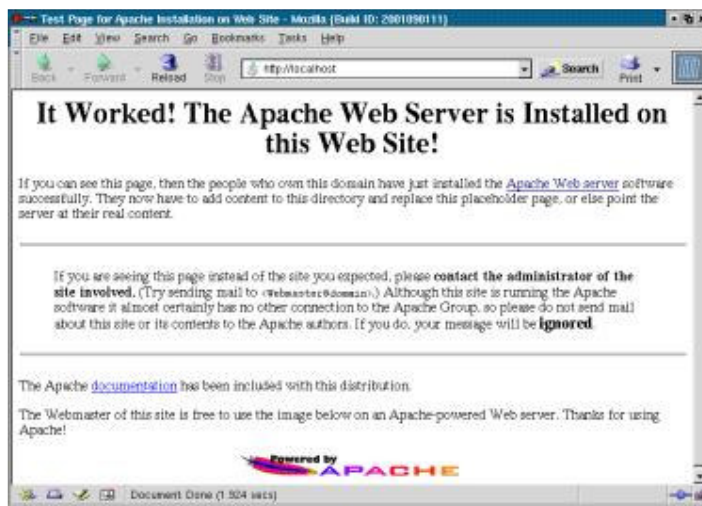 Test Page for Apache Installation on Web Site - Mozilla {Build ID: 2001090111}
File Edit View Search Go Bookmarks Tasks Help
Back Forward Reload Stop http://localhost Search Print
It Worked! The Apache Web Server is Installed on
this Web Site!
If you can see this page, then the people who own this domain have just installed the Apache Web server software
successfully. They now have to add content to this directory and replace this placeholder page, or else point the
server at their real content.
If you are seeing this page instead of the site you expected, please contact the administrator of the
site involved. (Try sending mail to <Webmaster@domain>.) Although this site is running the Apache
software it almost certainly has no other connection to the Apache Group, so please do not send mail
about this site or its contents to the Apache authors. If you do, your message will be ignored.
The Apache documentation has been included with this distribution.
The Webmaster of this site is free to use the image below on an Apache-powered Web server. Thanks for using
Apache!
Powered by
APACHE
Document: Done (1.924 secs)